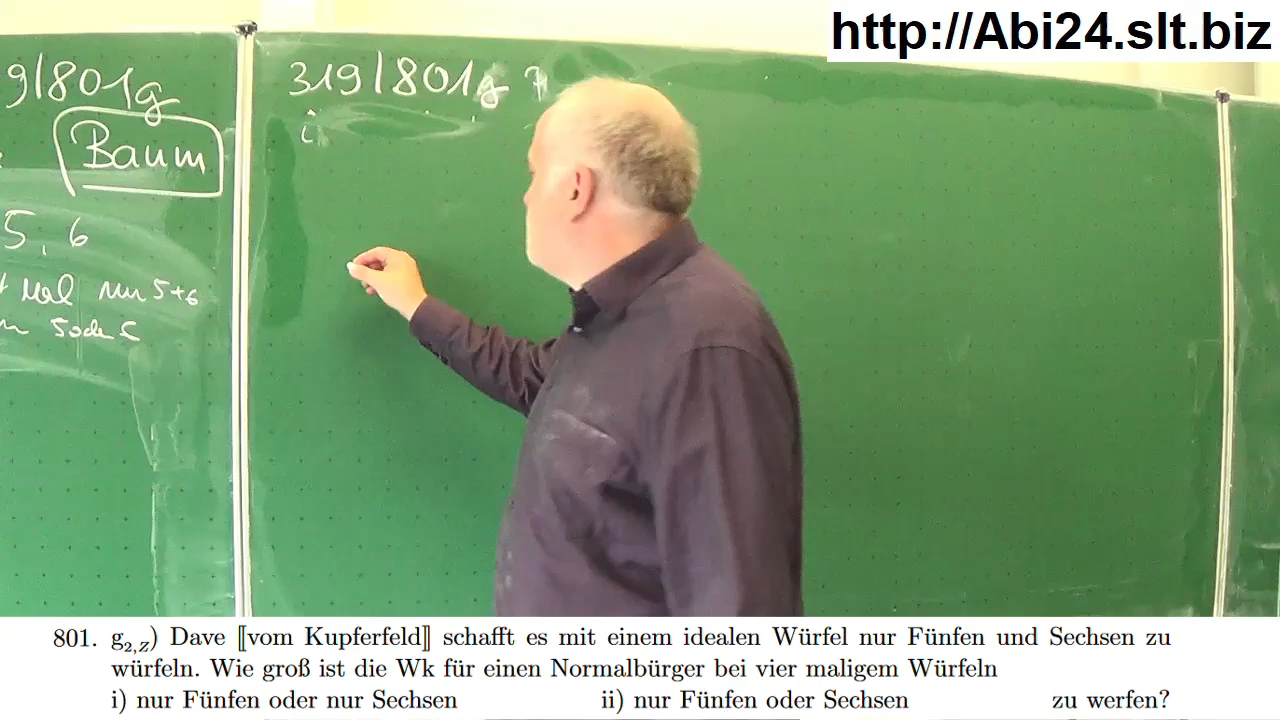 http://Abi24.slt.biz
9/801g
Baum
5, 6
Mal nur 5+6
5 oder 6
319/801g
i
801. g₂,Z) Dave ⟦vom Kupferfeld⟧ schafft es mit einem idealen Würfel nur Fünfen und Sechsen zu
würfeln. Wie groß ist die Wk für einen Normalbürger bei vier maligem Würfeln
i) nur Fünfen oder nur Sechsen ii) nur Fünfen oder Sechsen zu werfen?